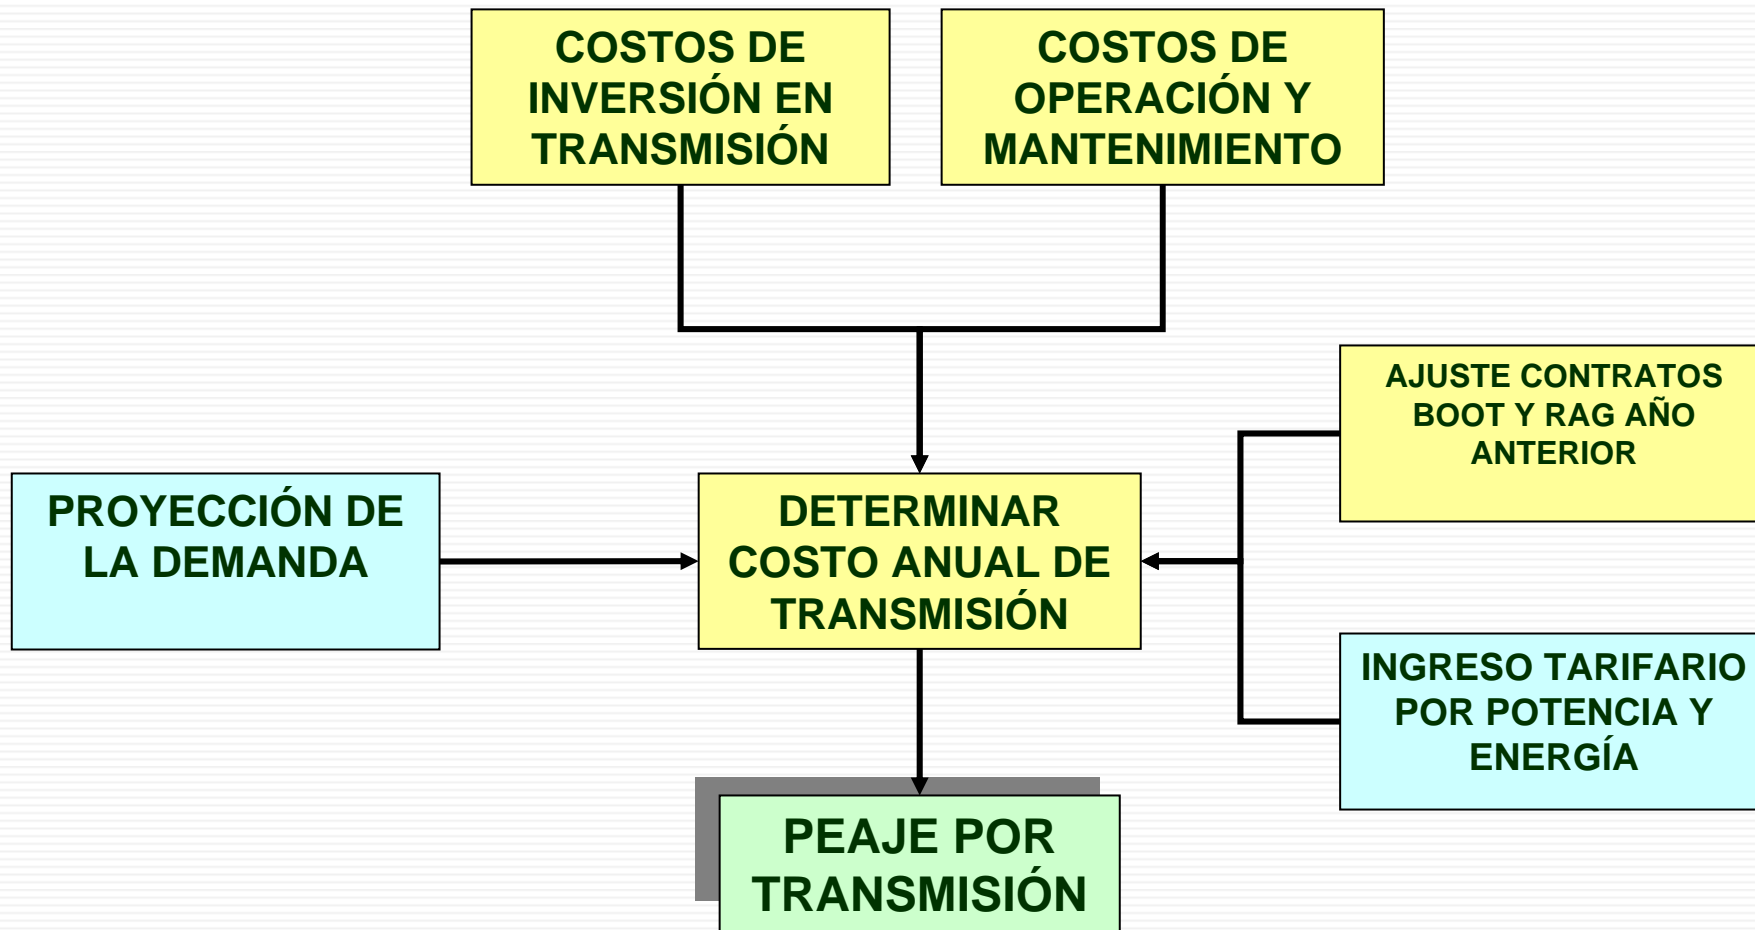 COSTOS DE
INVERSIÓN EN
TRANSMISIÓN
COSTOS DE
OPERACIÓN Y
MANTENIMIENTO
AJUSTE CONTRATOS
BOOT Y RAG AÑO
ANTERIOR
PROYECCIÓN DE
LA DEMANDA
DETERMINAR
COSTO ANUAL DE
TRANSMISIÓN
INGRESO TARIFARIO
POR POTENCIA Y
ENERGÍA
PEAJE POR
TRANSMISIÓN